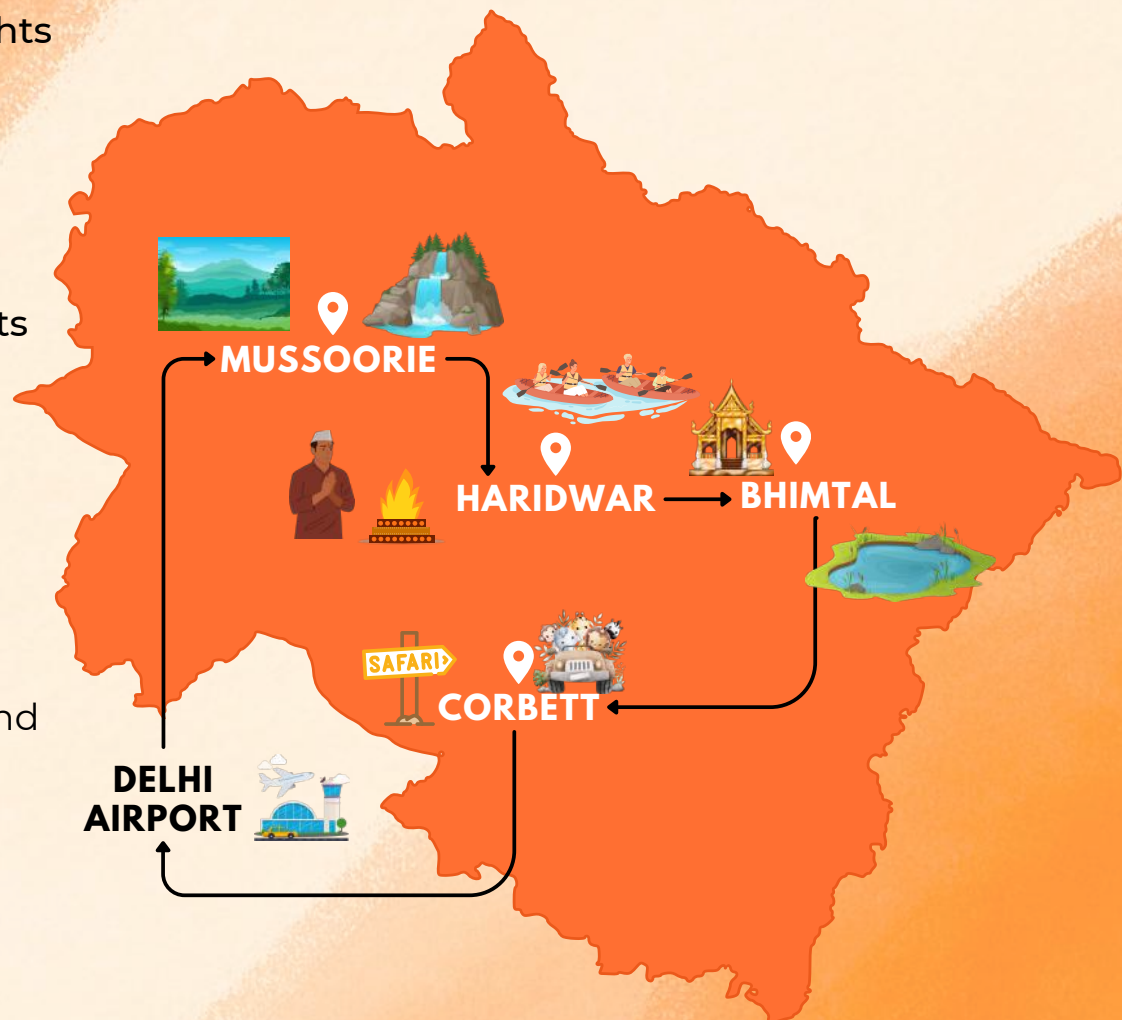 hts
ts
MUSSOORIE
HARIDWAR
BHIMTAL
SAFARI
CORBETT
nd
DELHI
AIRPORT